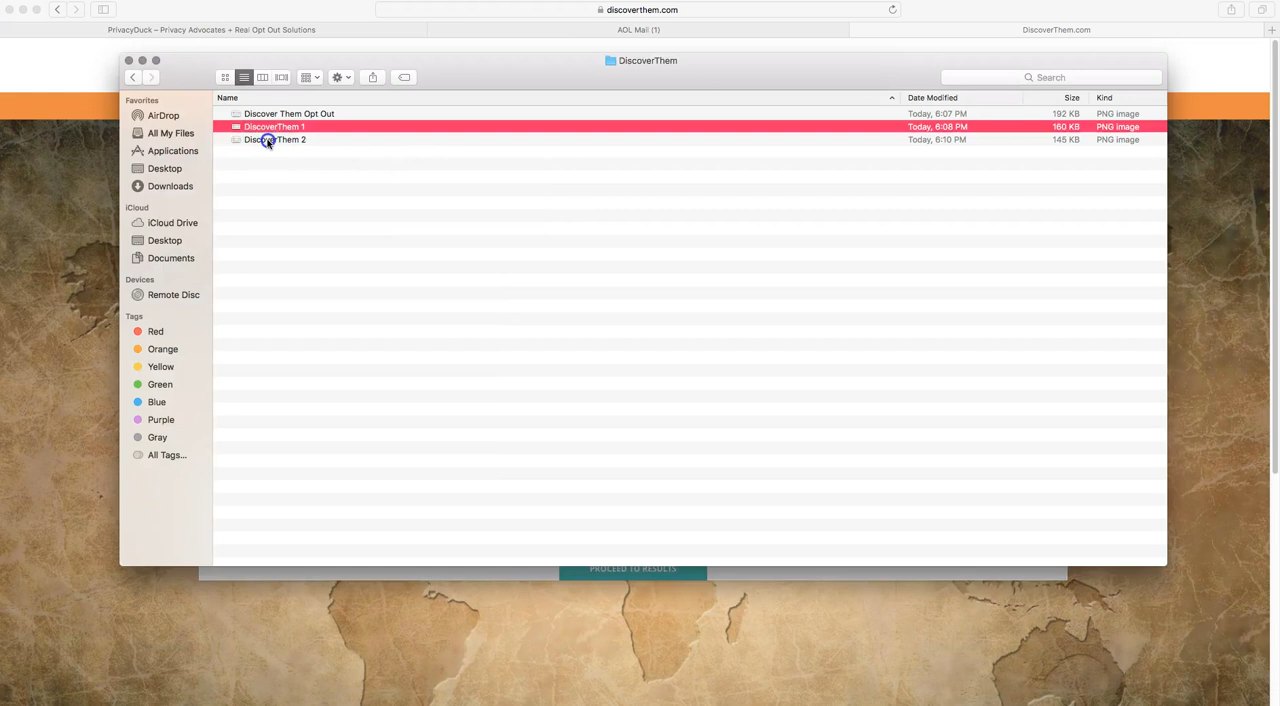 discoverthem.com
PrivacyDuck – Privacy Advocates + Real Opt Out Solutions
AOL Mail (1)
DiscoverThem.com
DiscoverThem
Search
Favorites
AirDrop
All My Files
Applications
Desktop
Downloads
iCloud
iCloud Drive
Desktop
Documents
Devices
Remote Disc
Tags
Red
Orange
Yellow
Green
Blue
Purple
Gray
All Tags...
Name Date Modified Size Kind
Discover Them Opt Out Today, 6:07 PM 192 KB PNG image
DiscoverThem 1 Today, 6:08 PM 160 KB PNG image
DiscoverThem 2 Today, 6:10 PM 145 KB PNG image
PROCEED TO RESULTS